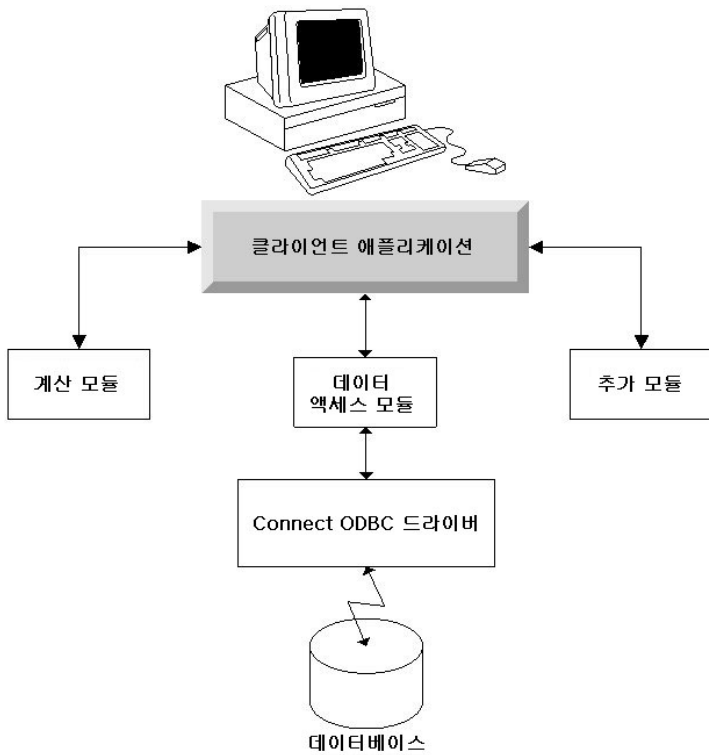 클라이언트 애플리케이션
계산 모듈
데이터
액세스 모듈
추가 모듈
Connect ODBC 드라이버
데이터베이스